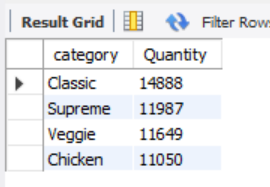 Result Grid Filter Rows
category Quantity
Classic 14888
Supreme 11987
Veggie 11649
Chicken 11050